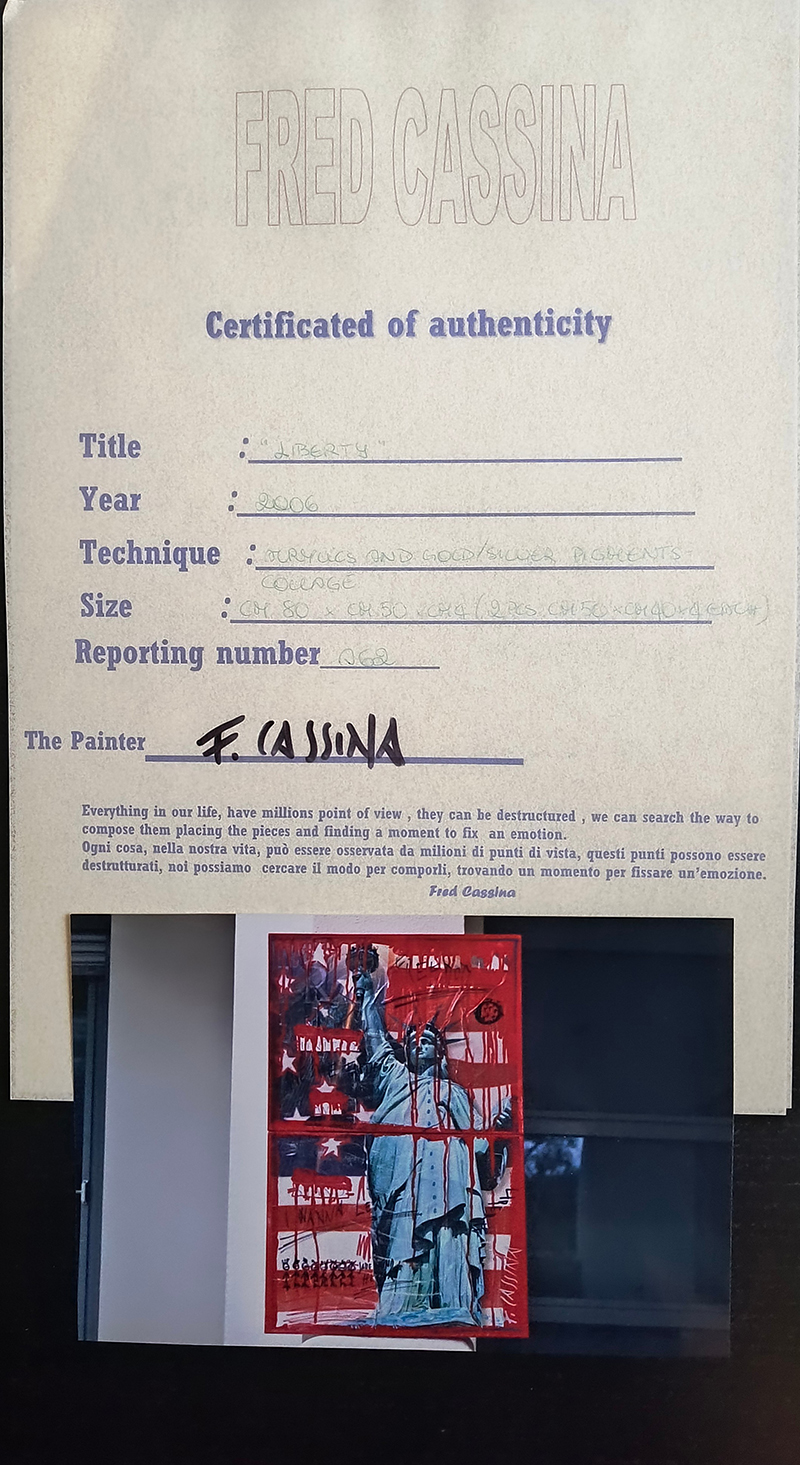 FRED CASSINA
Certificated of authenticity
Title : "LIBERTY"
Year : 2006
Technique : ACRYLICS AND GOLD/SILVER PIGMENTS
COLLAGE
Size : CM 80 x CM 50 x CM 4 (2 PCS CM 50 x CM 40 x 4 EACH)
Reporting number
The Painter F. CASSINA
Everything in our life, have millions point of view , they can be destructured , we can search the way to
compose them placing the pieces and finding a moment to fix an emotion.
Ogni cosa, nella nostra vita, può essere osservata da milioni di punti di vista, questi punti possono essere
destrutturati, noi possiamo cercare il modo per comporli, trovando un momento per fissare un'emozione.
Fred Cassina
I WANNA
F. CASSINA